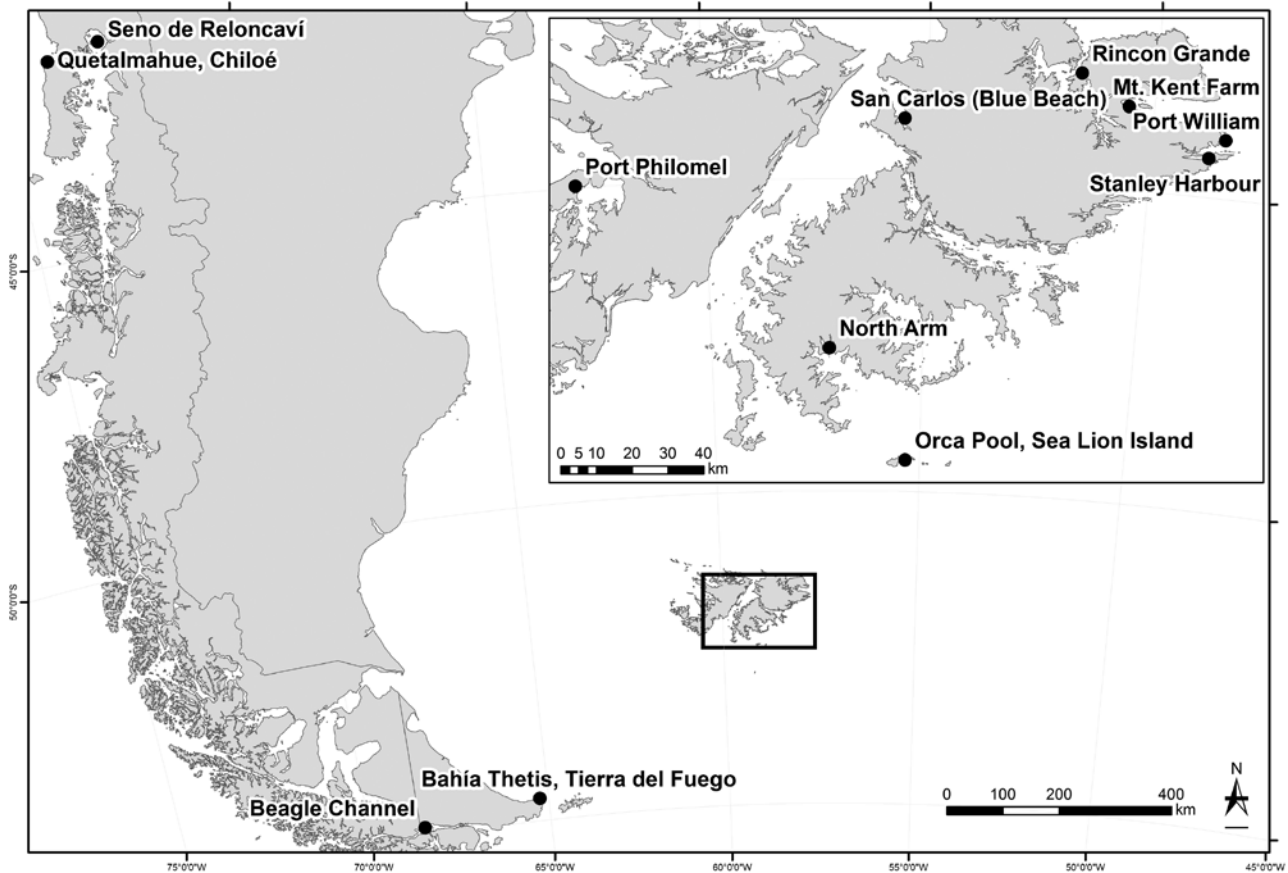 Seno de Reloncaví
Quetalmahue, Chiloé
Rincon Grande
Mt. Kent Farm
San Carlos (Blue Beach)
Port William
Port Philomel
Stanley Harbour
North Arm
Orca Pool, Sea Lion Island
0 5 10 20 30 40
km
45°0'0"S
50°0'0"S
Bahía Thetis, Tierra del Fuego
Beagle Channel
N
0 100 200 400
km
75°0'0"W 70°0'0"W 65°0'0"W 60°0'0"W 55°0'0"W 50°0'0"W 45°0'0"W